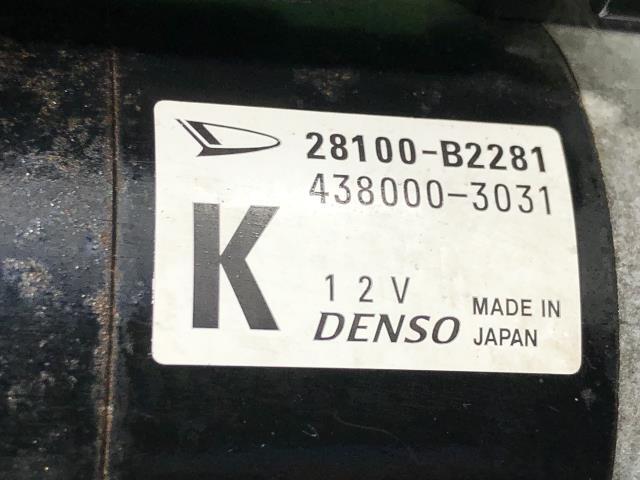 28100-B2281
438000-3031
K
12V
DENSO
MADE IN
JAPAN